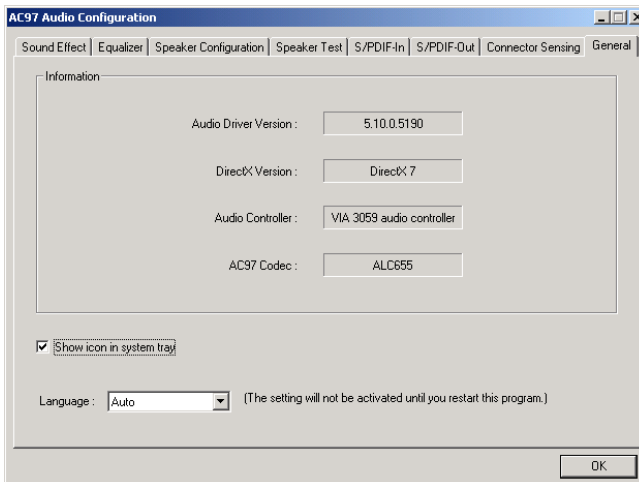 AC97 Audio Configuration
Sound Effect Equalizer Speaker Configuration Speaker Test S/PDIF-In S/PDIF-Out Connector Sensing General
Information
Audio Driver Version : 5.10.0.5190
DirectX Version : DirectX 7
Audio Controller : VIA 3059 audio controller
AC97 Codec : ALC655
Show icon in system tray
Language : Auto (The setting will not be activated until you restart this program.)
OK